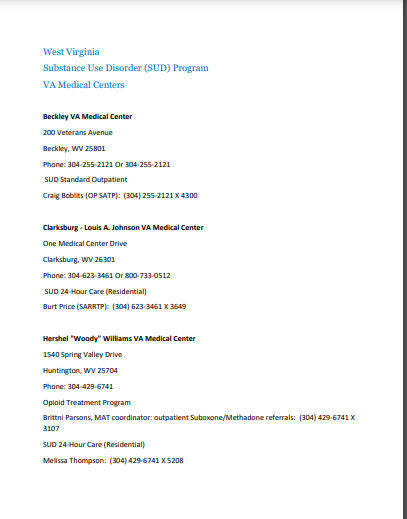 West Virginia
Substance Use Disorder (SUD) Program
VA Medical Centers
Beckley VA Medical Center
200 Veterans Avenue
Beckley, WV 25801
Phone: 304-255-2121 Or 304-255-2121
SUD Standard Outpatient
Craig Boblits (OP SATP): (304) 255-2121 X 4300
Clarksburg - Louis A. Johnson VA Medical Center
One Medical Center Drive
Clarksburg, WV 26301
Phone: 304-623-3461 Or 800-733-0512
SUD 24-Hour Care (Residential)
Burt Price (SARRTP): (304) 623-3461 X 3649
Hershel "Woody" Williams VA Medical Center
1540 Spring Valley Drive
Huntington, WV 25704
Phone: 304-429-6741
Opioid Treatment Program
Brittni Parsons, MAT coordinator: outpatient Suboxone/Methadone referrals: (304) 429-6741 X
3107
SUD 24-Hour Care (Residential)
Melissa Thompson: (304) 429-6741 X 5208